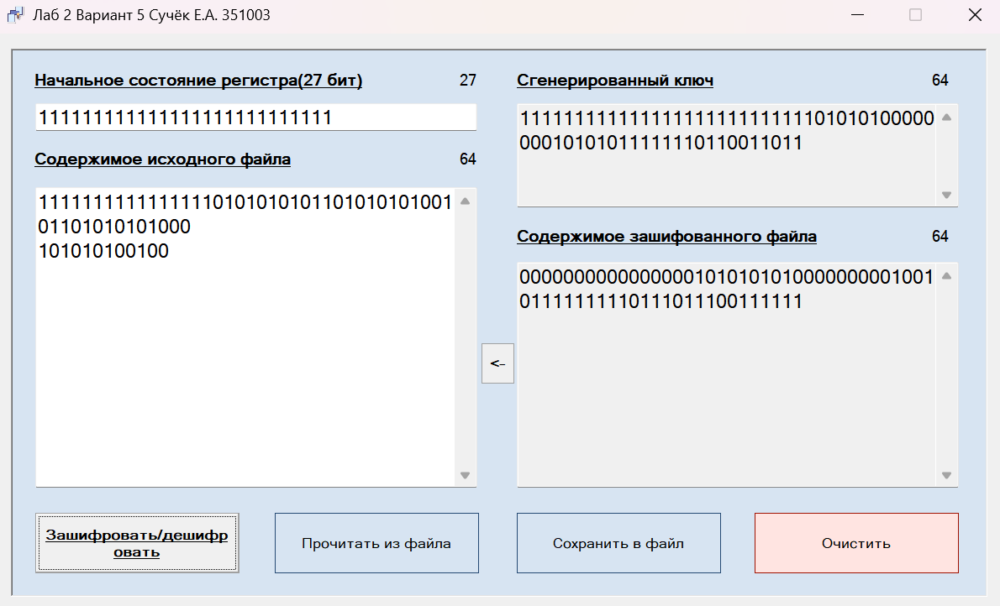 Лаб 2 Вариант 5 Сучёк Е.А. 351003
Начальное состояние регистра(27 бит) 27
111111111111111111111111111
Содержимое исходного файла 64
11111111111111110101010101101010101001
01101010101000
101010100100
Сгенерированный ключ 64
11111111111111111111111111101010100000
00010101011111110110011011
Содержимое зашифованного файла 64
00000000000000001010101010000000001001
01111111110111011100111111
<-
Зашифровать/дешифр
овать
Прочитать из файла
Сохранить в файл
Очистить